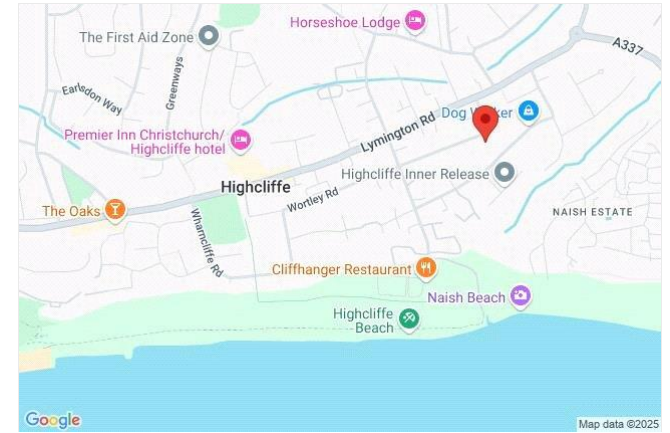 Horseshoe Lodge
The First Aid Zone
A337
Greenways
Earlsdon Way
Dog Walker
Lymington Rd
Premier Inn Christchurch/
Highcliffe hotel
Highcliffe Inner Release
Highcliffe
Wortley Rd
The Oaks
NAISH ESTATE
Wharncliffe Rd
Cliffhanger Restaurant
Naish Beach
Highcliffe
Beach
Google
Map data ©2025